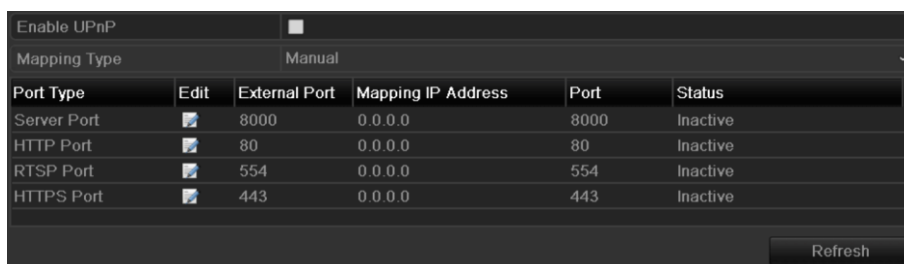 Enable UPnP
Mapping Type Manual
Port Type Edit External Port Mapping IP Address Port Status
Server Port 8000 0.0.0.0 8000 Inactive
HTTP Port 80 0.0.0.0 80 Inactive
RTSP Port 554 0.0.0.0 554 Inactive
HTTPS Port 443 0.0.0.0 443 Inactive
Refresh